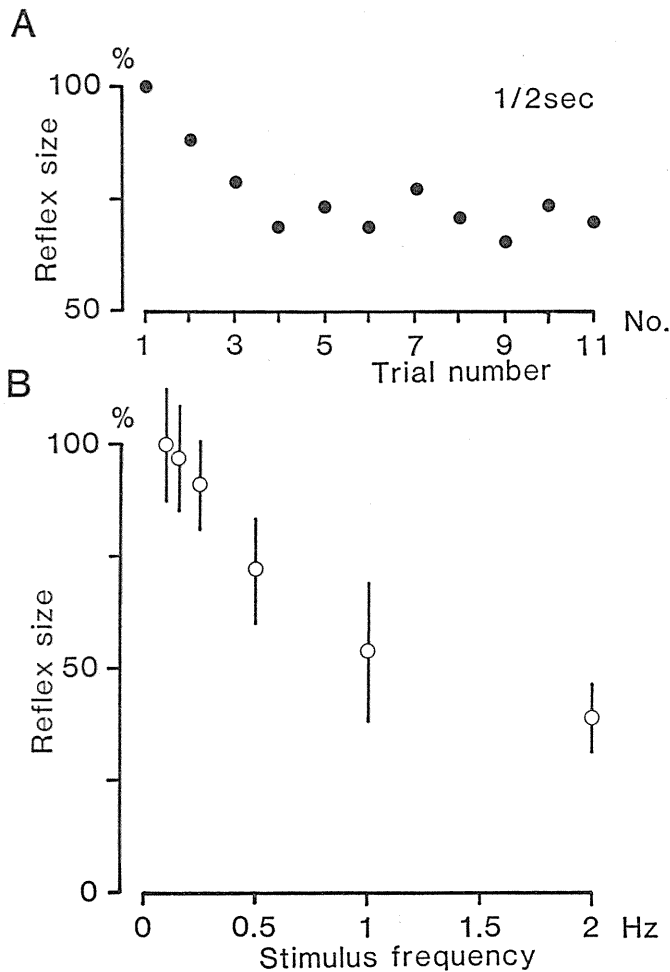 A
%
100
1/2sec
Reflex size
50
1 3 5 7 9 11 No.
Trial number
B
%
100
Reflex size
50
0
0 0.5 1 1.5 2 Hz
Stimulus frequency